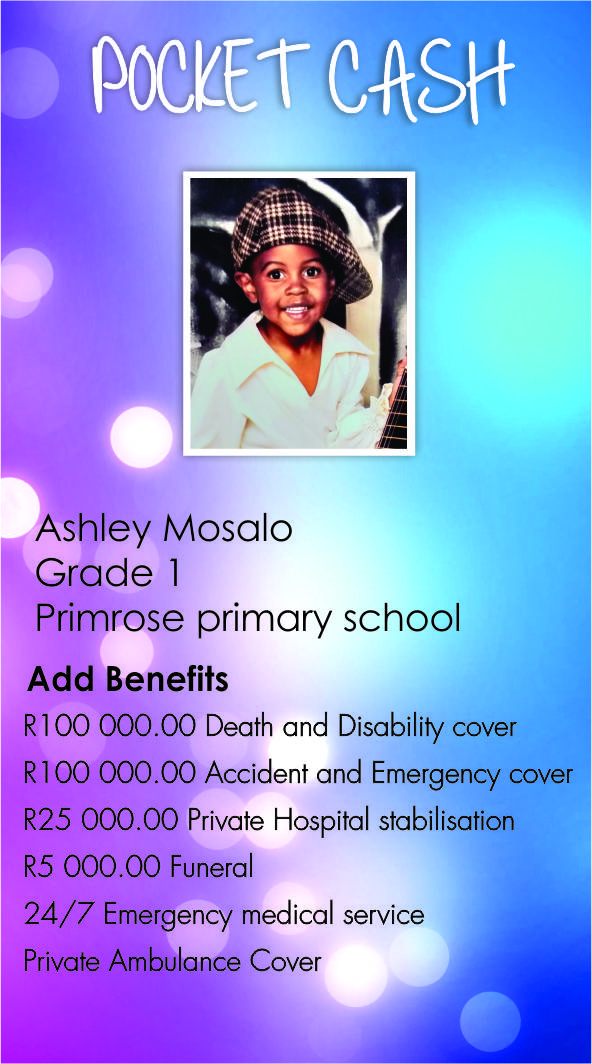 POCKET CASH
Ashley Mosalo
Grade 1
Primrose primary school
Add Benefits
R100 000.00 Death and Disability cover
R100 000.00 Accident and Emergency cover
R25 000.00 Private Hospital stabilisation
R5 000.00 Funeral
24/7 Emergency medical service
Private Ambulance Cover